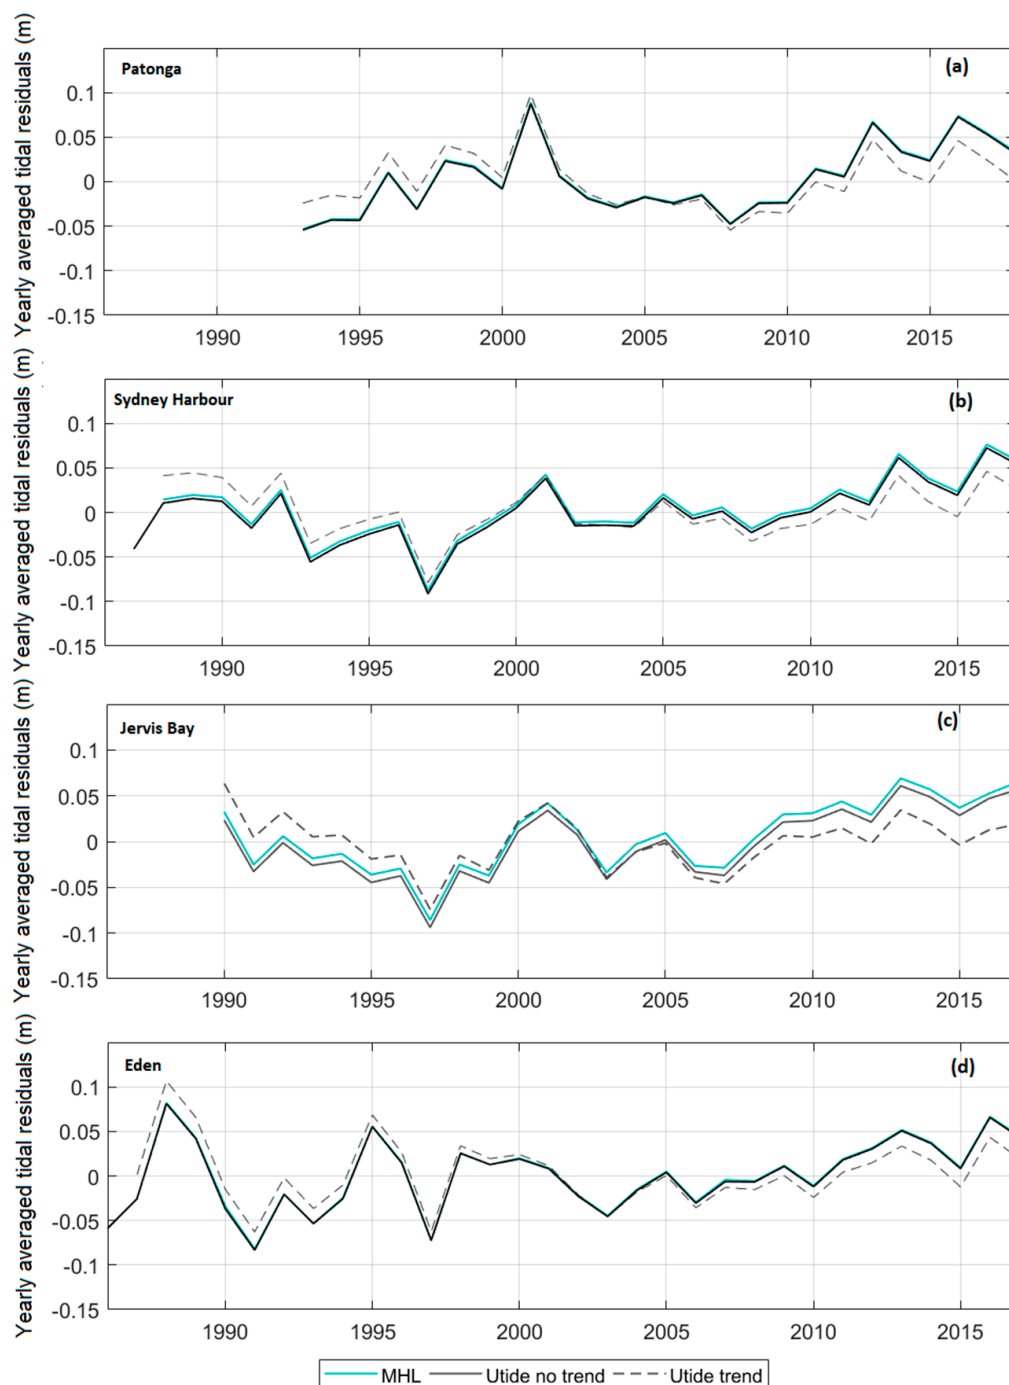 Yearly averaged tidal residuals (m)
Patonga
(a)
0.1
0.05
0
-0.05
-0.1
-0.15
1990 1995 2000 2005 2010 2015
Yearly averaged tidal residuals (m)
Sydney Harbour
(b)
0.1
0.05
0
-0.05
-0.1
-0.15
1990 1995 2000 2005 2010 2015
Yearly averaged tidal residuals (m)
Jervis Bay
(c)
0.1
0.05
0
-0.05
-0.1
-0.15
1990 1995 2000 2005 2010 2015
Yearly averaged tidal residuals (m)
Eden
(d)
0.1
0.05
0
-0.05
-0.1
-0.15
1990 1995 2000 2005 2010 2015
MHL Utide no trend Utide trend